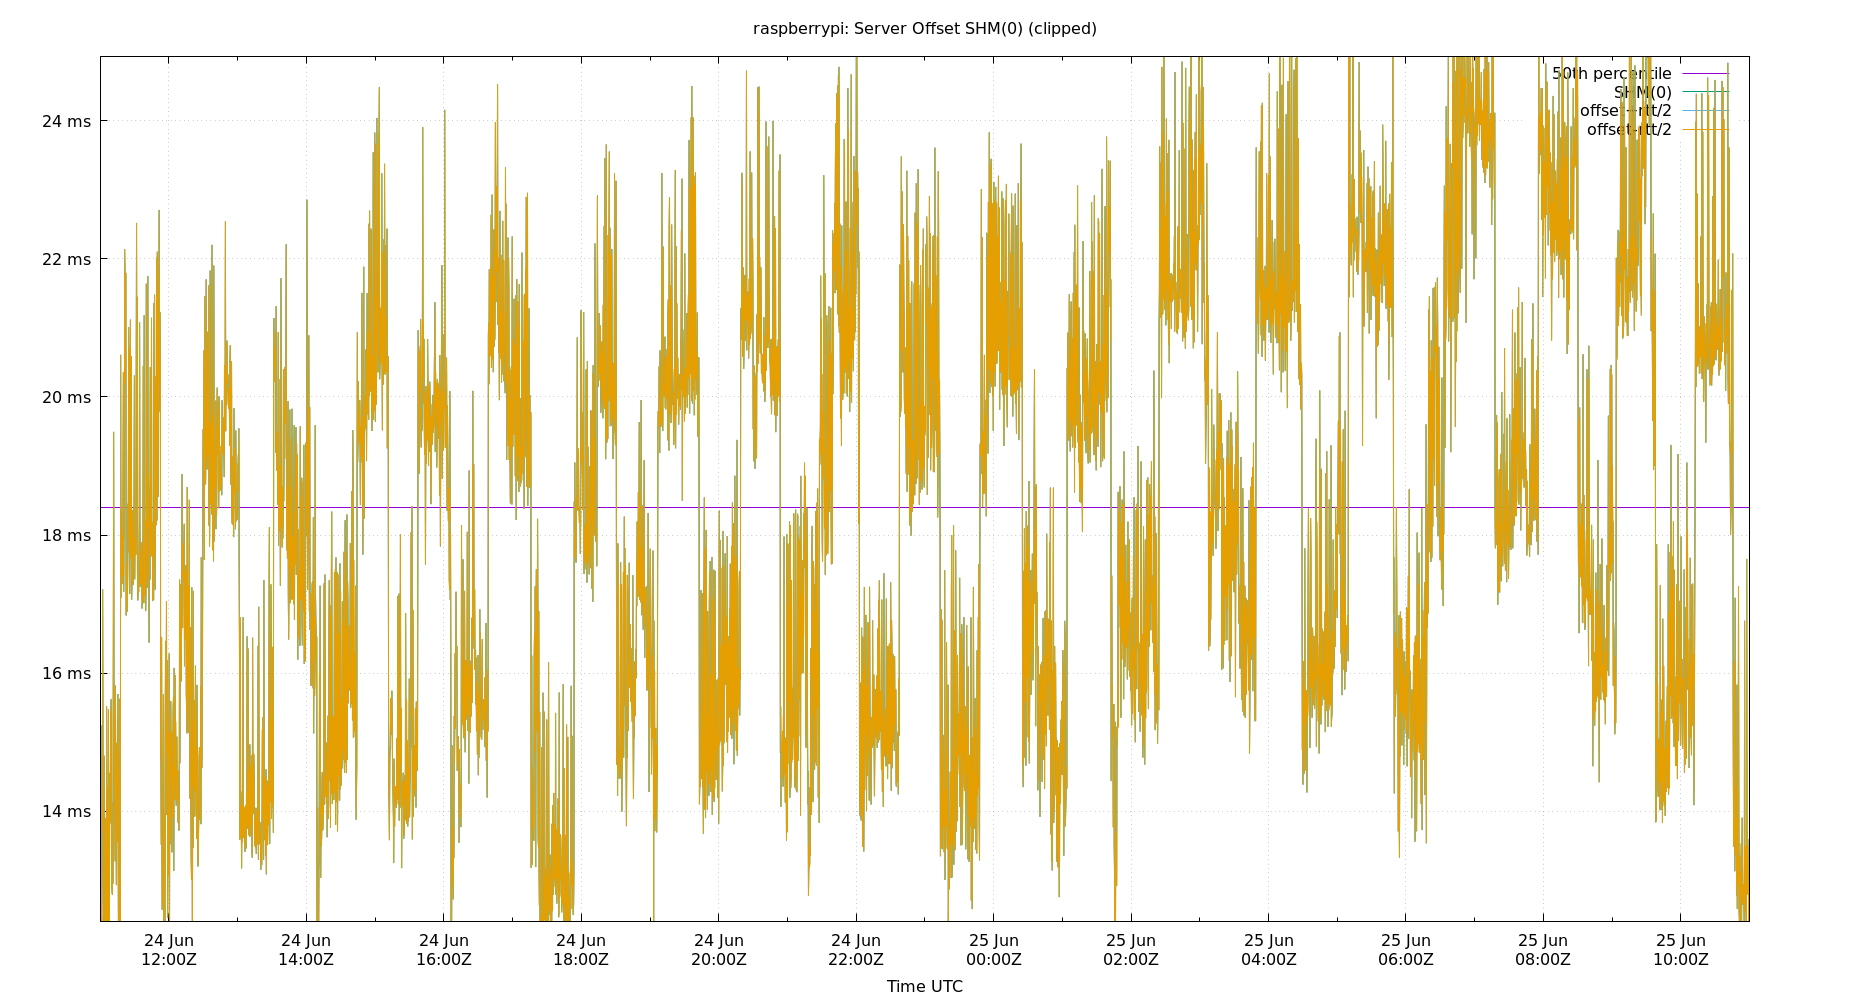 raspberrypi: Server Offset SHM(0) (clipped)
50th percentile
SHM(0)
offset+rtt/2
offset-rtt/2
24 ms
22 ms
20 ms
18 ms
16 ms
14 ms
24 Jun 24 Jun 24 Jun 24 Jun 24 Jun 24 Jun 25 Jun 25 Jun 25 Jun 25 Jun 25 Jun 25 Jun
12:00Z 14:00Z 16:00Z 18:00Z 20:00Z 22:00Z 00:00Z 02:00Z 04:00Z 06:00Z 08:00Z 10:00Z
Time UTC